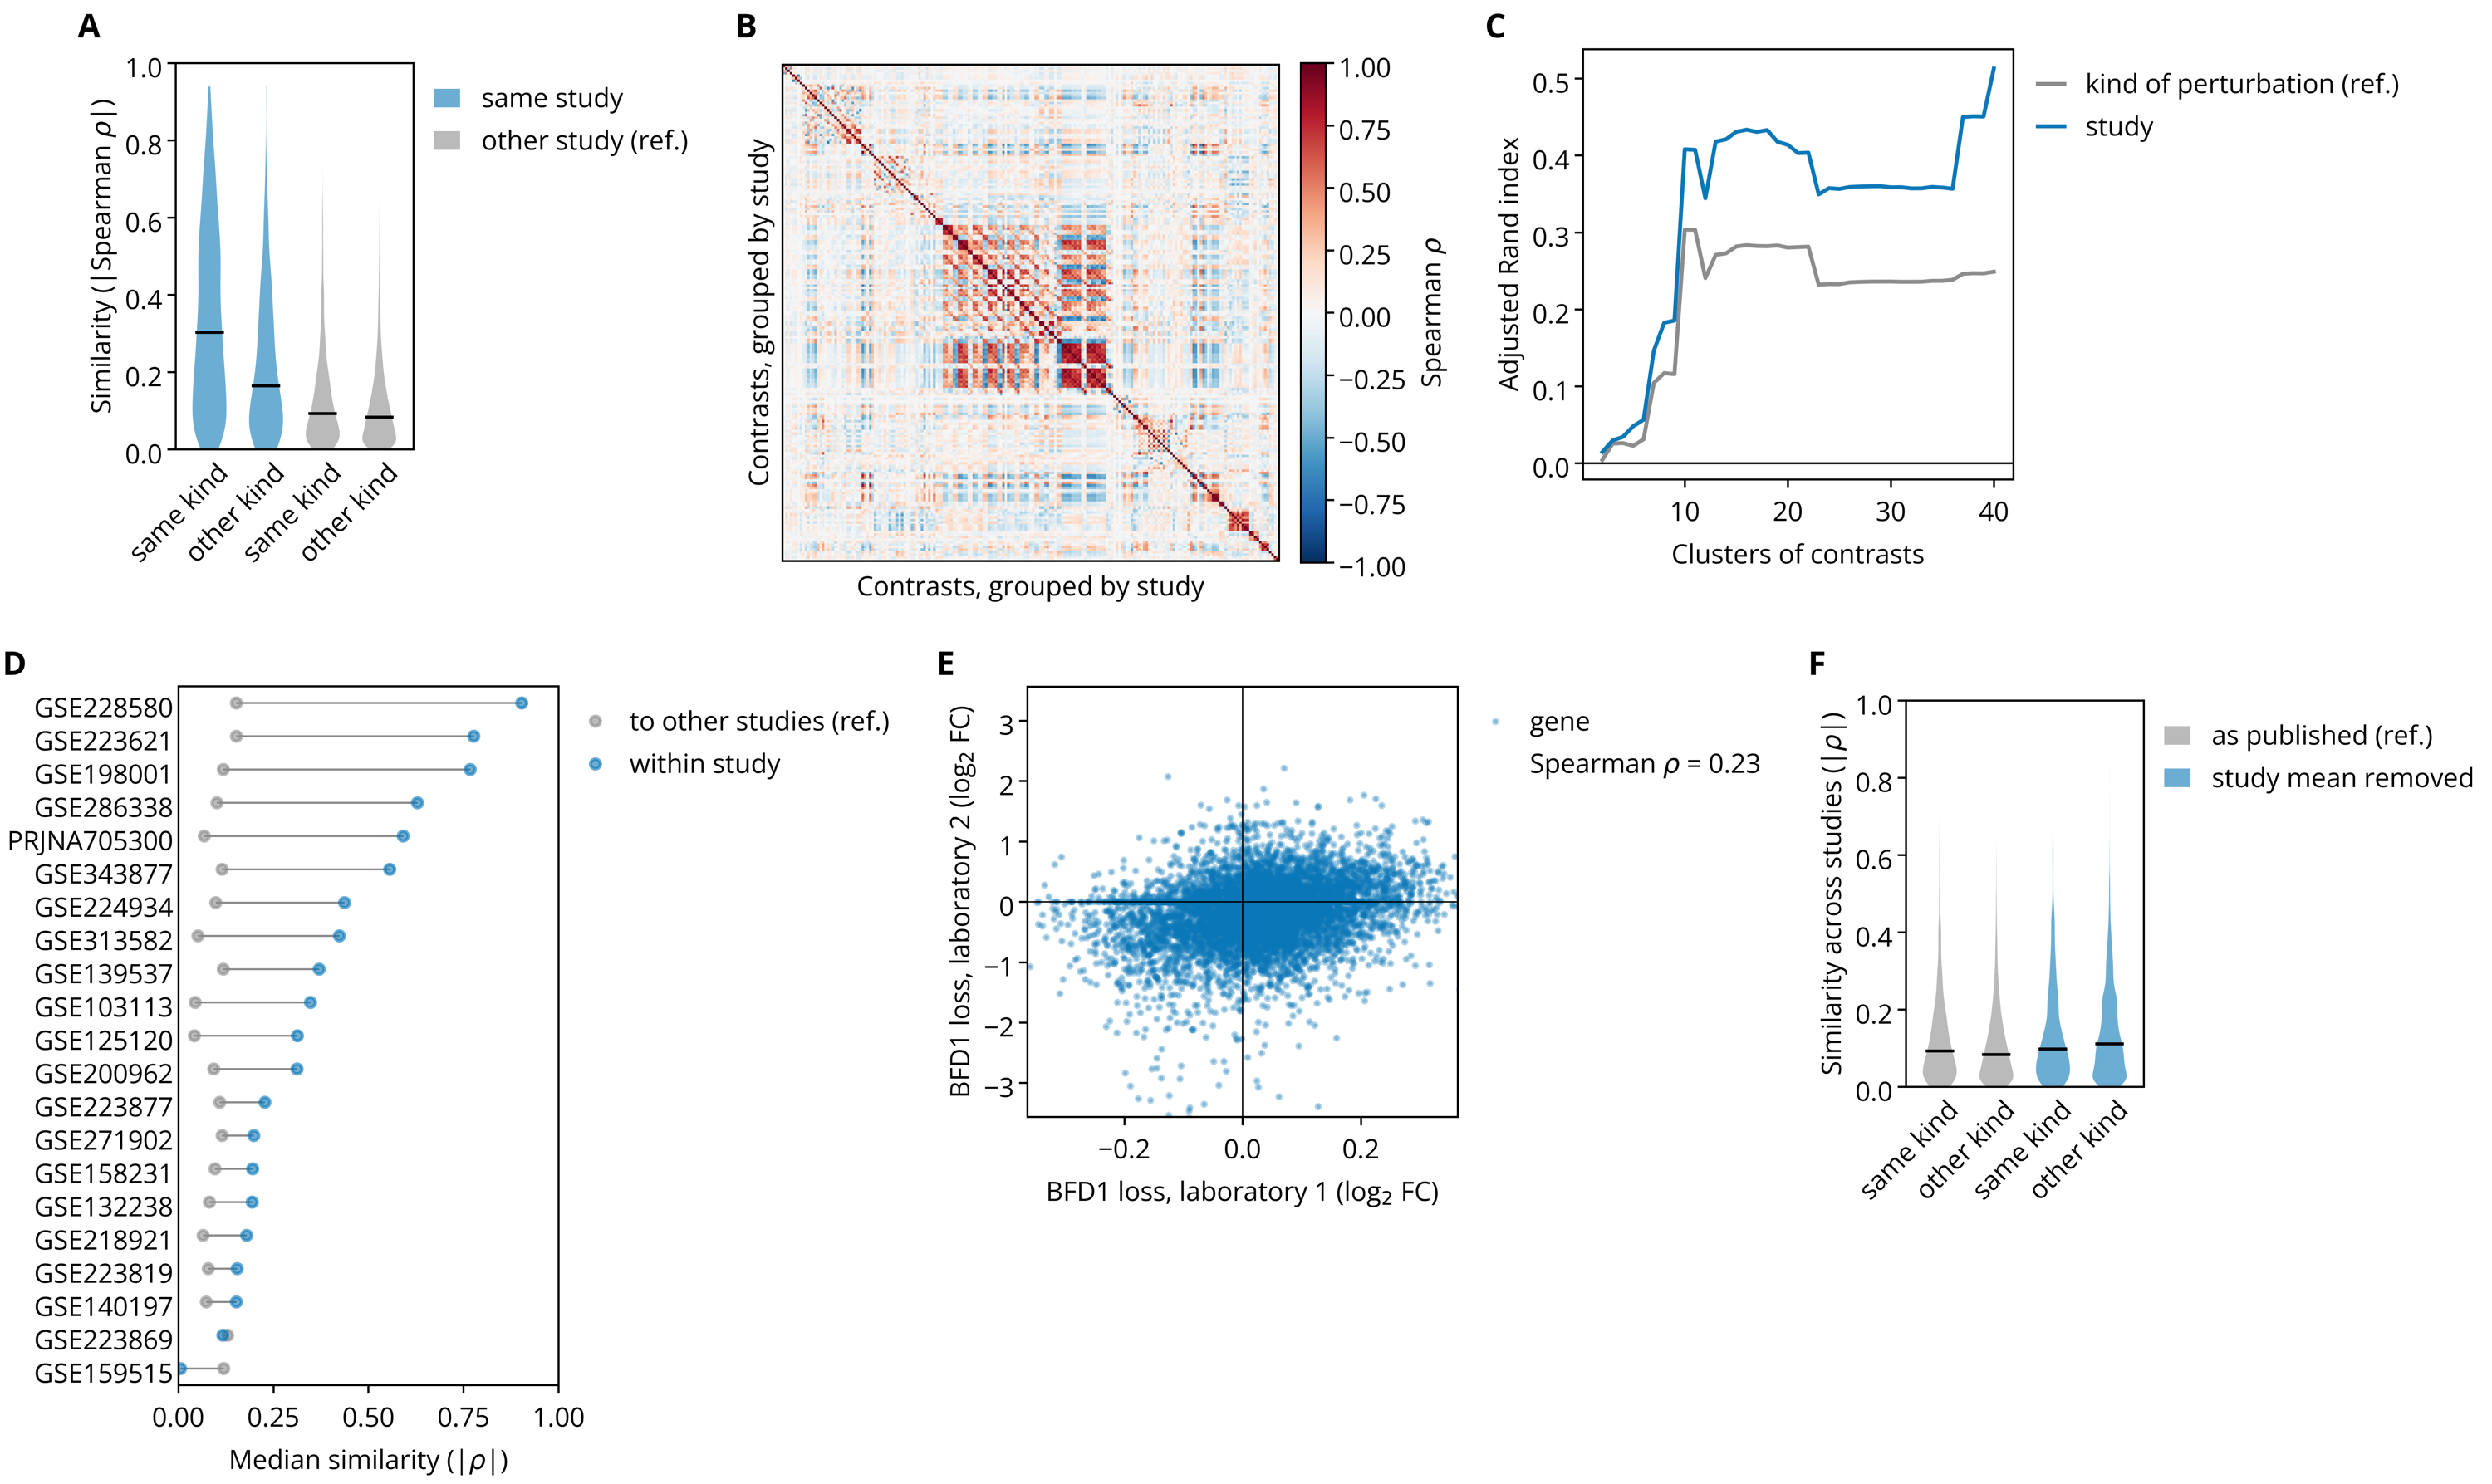 A
Similarity (|Spearman ρ|)
1.0
0.8
0.6
0.4
0.2
0.0
same kind
other kind
same kind
other kind
same study
other study (ref.)
B
Contrasts, grouped by study
Contrasts, grouped by study
1.00
0.75
0.50
0.25
0.00
−0.25
−0.50
−0.75
−1.00
Spearman ρ
C
Adjusted Rand index
0.5
0.4
0.3
0.2
0.1
0.0
10
20
30
40
Clusters of contrasts
kind of perturbation (ref.)
study
D
GSE228580
GSE223621
GSE198001
GSE286338
PRJNA705300
GSE343877
GSE224934
GSE313582
GSE139537
GSE103113
GSE125120
GSE200962
GSE223877
GSE271902
GSE158231
GSE132238
GSE218921
GSE223819
GSE140197
GSE223869
GSE159515
0.00
0.25
0.50
0.75
1.00
Median similarity (|ρ|)
to other studies (ref.)
within study
E
BFD1 loss, laboratory 2 (log₂ FC)
3
2
1
0
−1
−2
−3
−0.2
0.0
0.2
BFD1 loss, laboratory 1 (log₂ FC)
gene
Spearman ρ = 0.23
F
Similarity across studies (|ρ|)
1.0
0.8
0.6
0.4
0.2
0.0
same kind
other kind
same kind
other kind
as published (ref.)
study mean removed